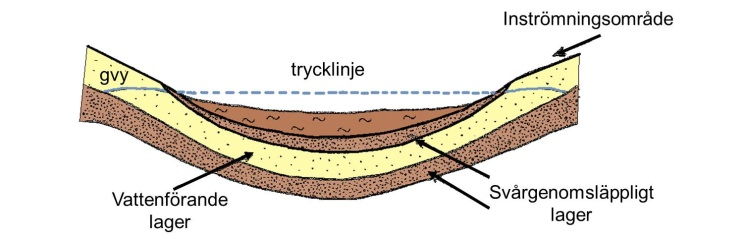 Inströmningsområde
gvy
trycklinje
Vattenförande
lager
Svårgenomsläppligt
lager